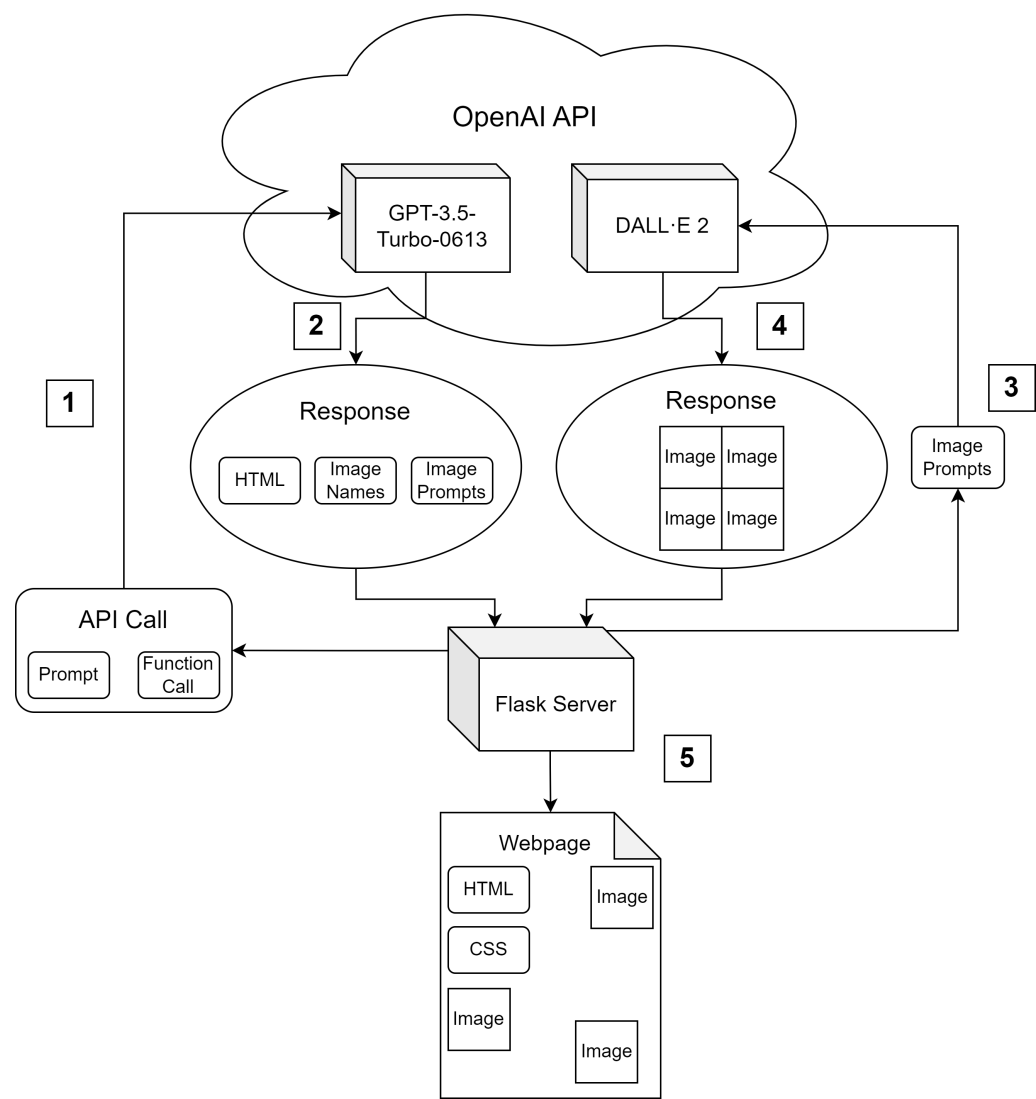 OpenAI API
GPT-3.5-
Turbo-0613
DALL·E 2
2
4
1
3
Response
HTML
Image
Names
Image
Prompts
Response
Image
Image
Image
Image
Image
Prompts
API Call
Prompt
Function
Call
Flask Server
5
Webpage
HTML
Image
CSS
Image
Image